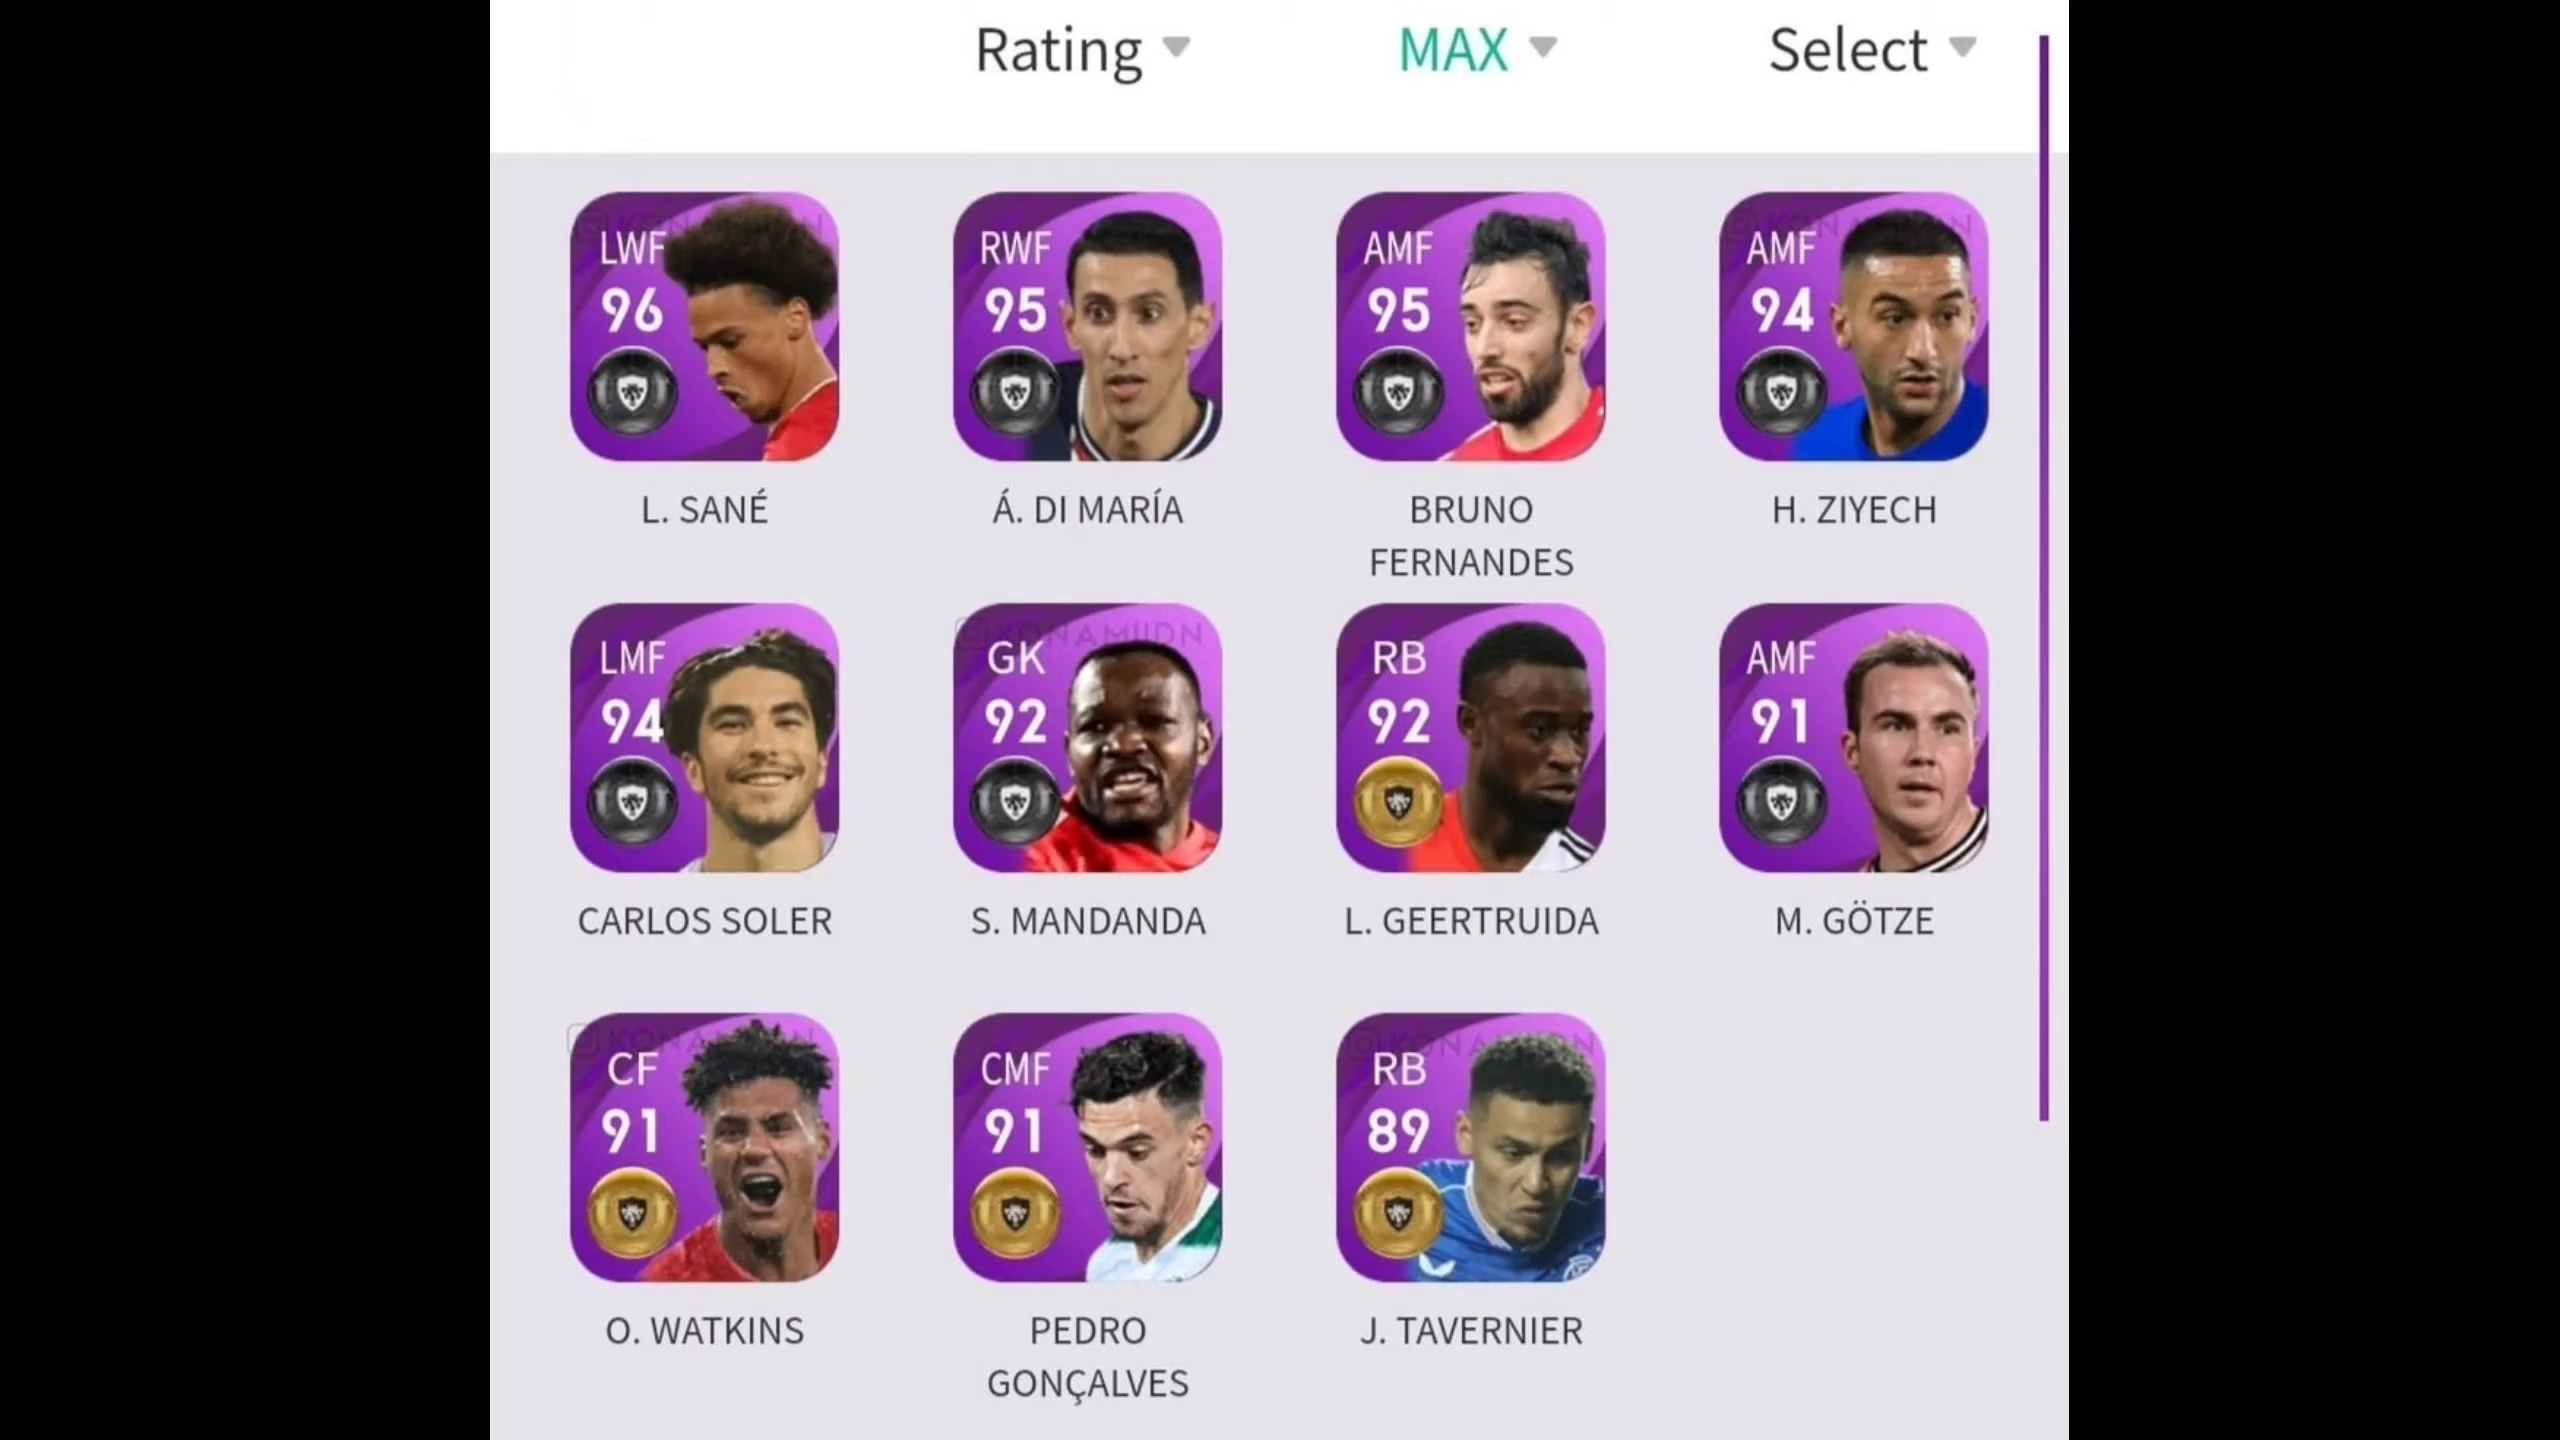 Rating MAX Select
LWF
96
RWF
95
AMF
95
AMF
94
L. SANÉ
Á. DI MARÍA
BRUNO
FERNANDES
H. ZIYECH
LMF
94
KONAMIIDN
GK
92
RB
92
AMF
91
CARLOS SOLER
S. MANDANDA
L. GEERTRUIDA
M. GÖTZE
CF
91
CMF
91
RB
89
O. WATKINS
PEDRO
GONÇALVES
J. TAVERNIER